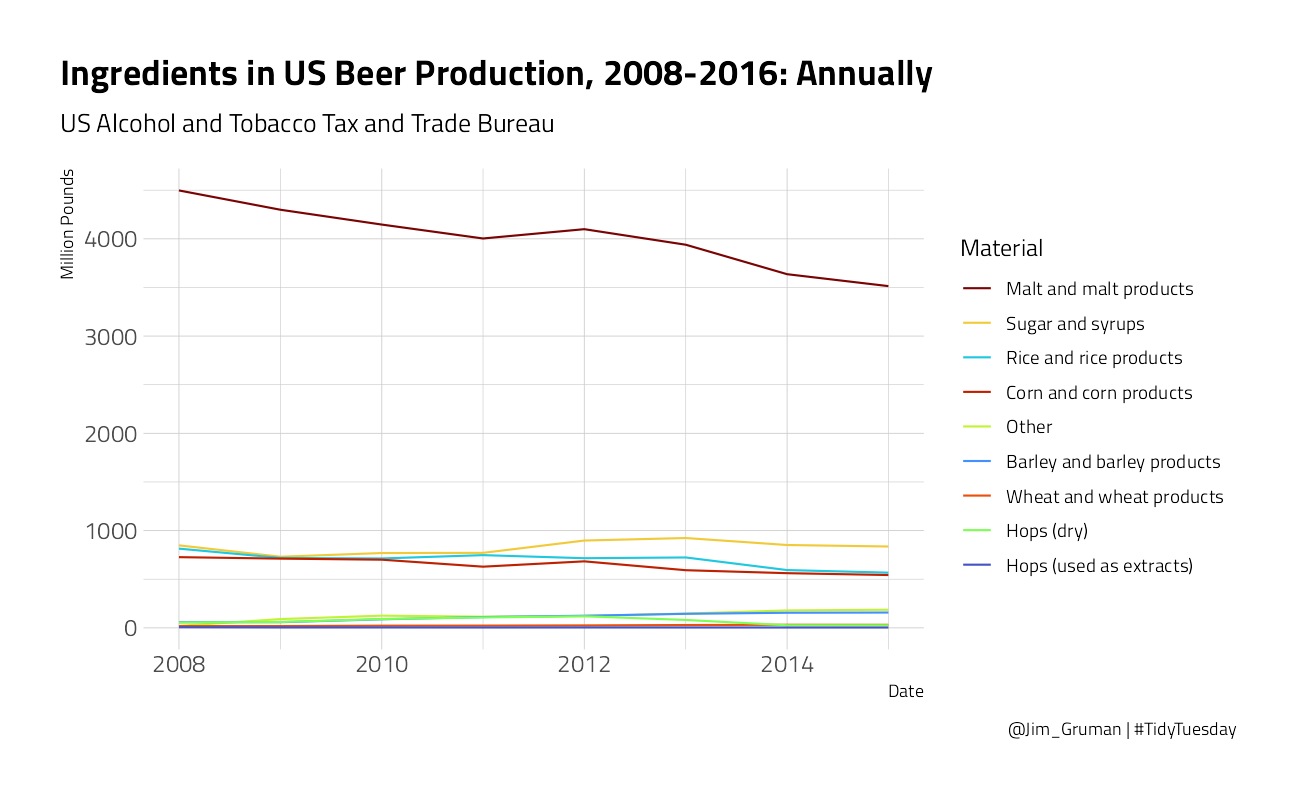 Ingredients in US Beer Production, 2008-2016: Annually
US Alcohol and Tobacco Tax and Trade Bureau
Million Pounds
4000
3000
2000
1000
0
2008 2010 2012 2014
Date
Material
Malt and malt products
Sugar and syrups
Rice and rice products
Corn and corn products
Other
Barley and barley products
Wheat and wheat products
Hops (dry)
Hops (used as extracts)
@Jim_Gruman | #TidyTuesday